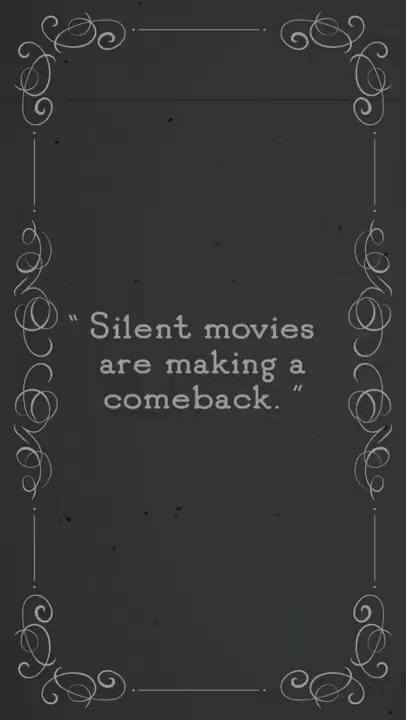 “ Silent movies
are making a
comeback. ”